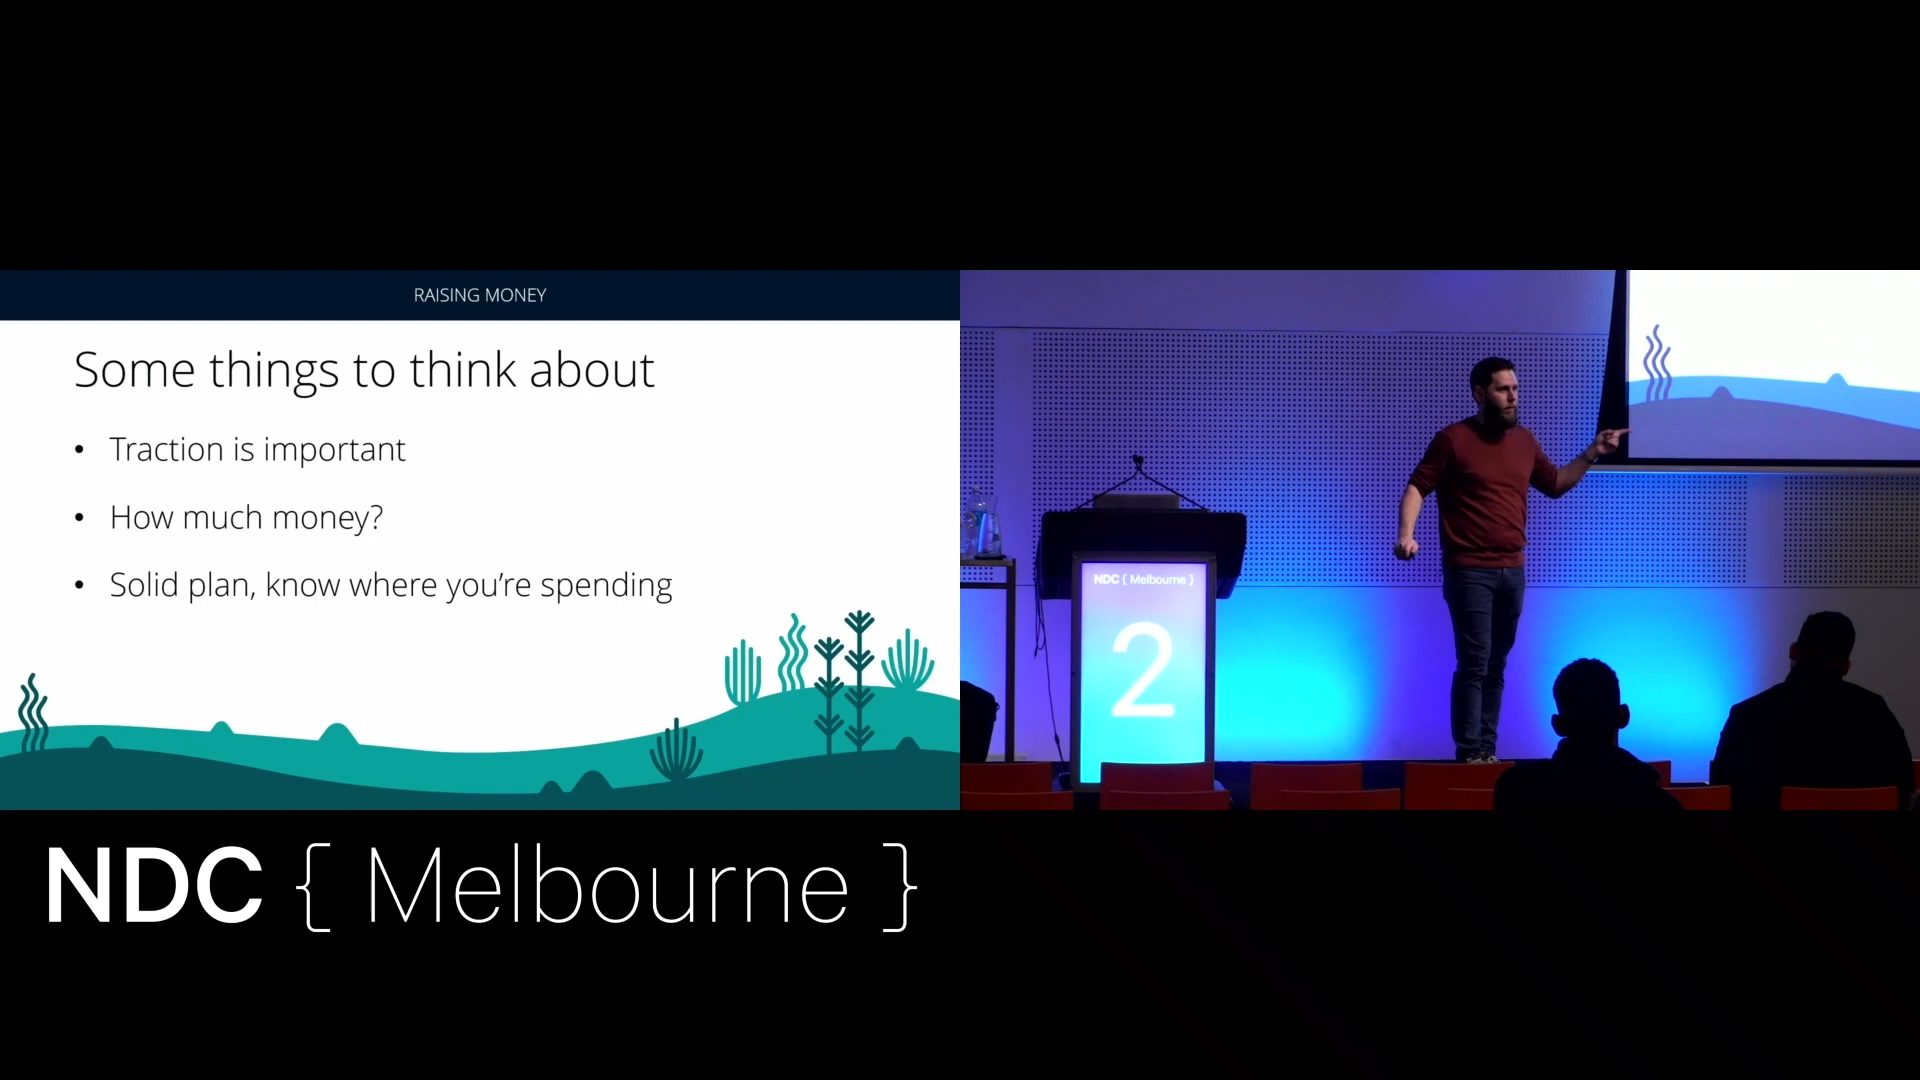 RAISING MONEY
Some things to think about
• Traction is important
• How much money?
• Solid plan, know where you're spending
NDC { Melbourne }
2
NDC { Melbourne }